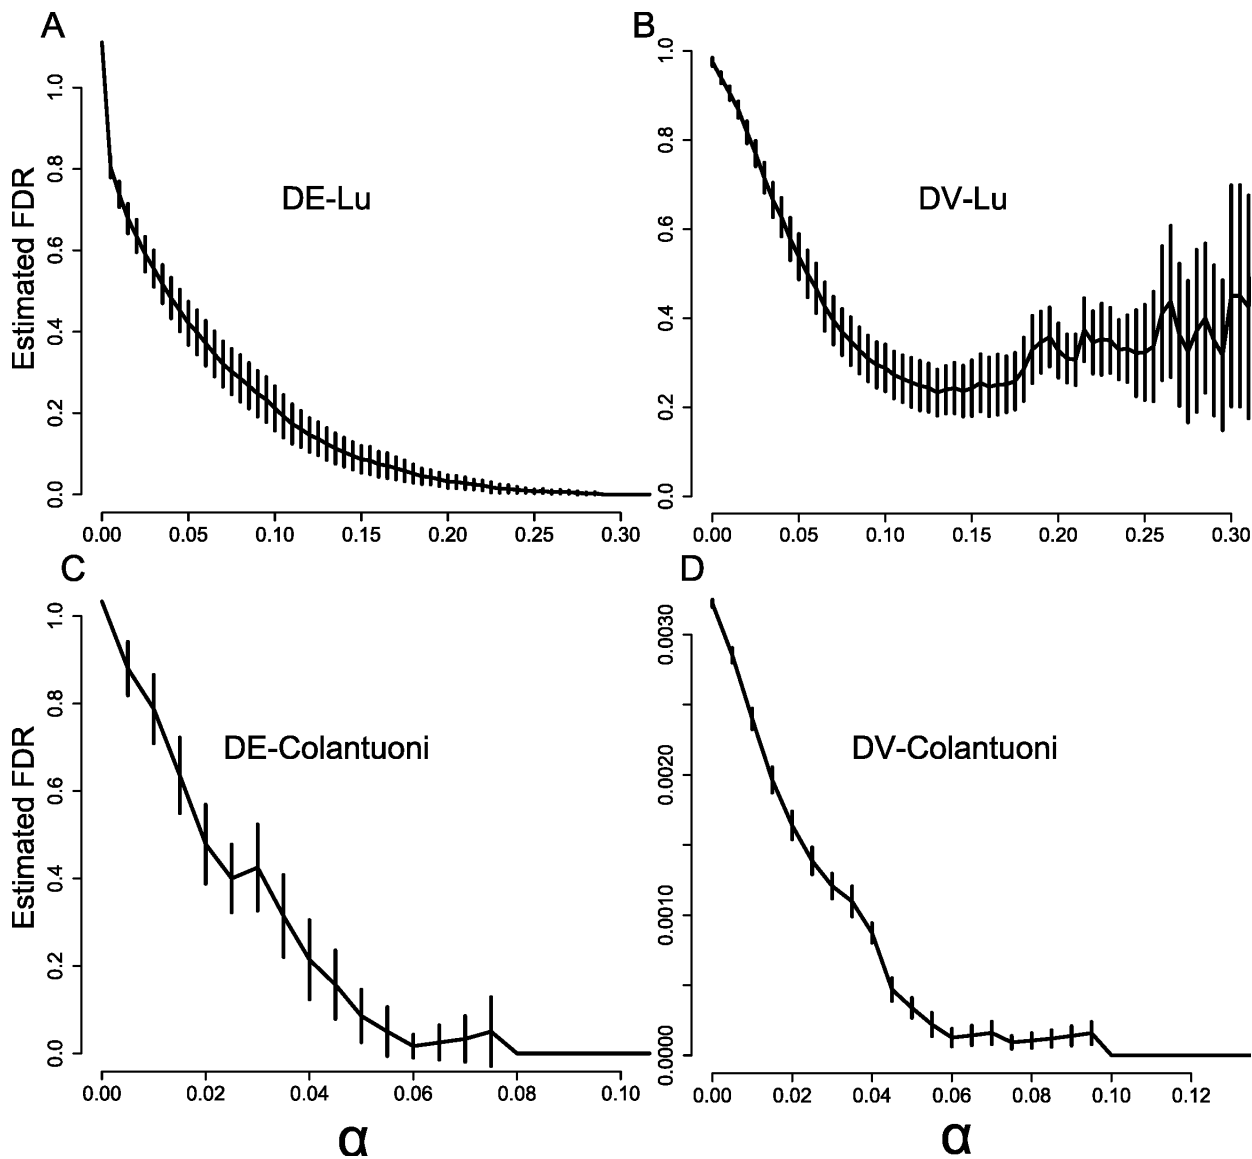 A
Estimated FDR
0.0 0.2 0.4 0.6 0.8 1.0
DE-Lu
0.00 0.05 0.10 0.15 0.20 0.25 0.30
B
0.0 0.2 0.4 0.6 0.8 1.0
DV-Lu
0.00 0.05 0.10 0.15 0.20 0.25 0.30
C
Estimated FDR
0.0 0.2 0.4 0.6 0.8 1.0
DE-Colantuoni
0.00 0.02 0.04 0.06 0.08 0.10
α
D
0.0000 0.0010 0.0020 0.0030
DV-Colantuoni
0.00 0.02 0.04 0.06 0.08 0.10 0.12
α